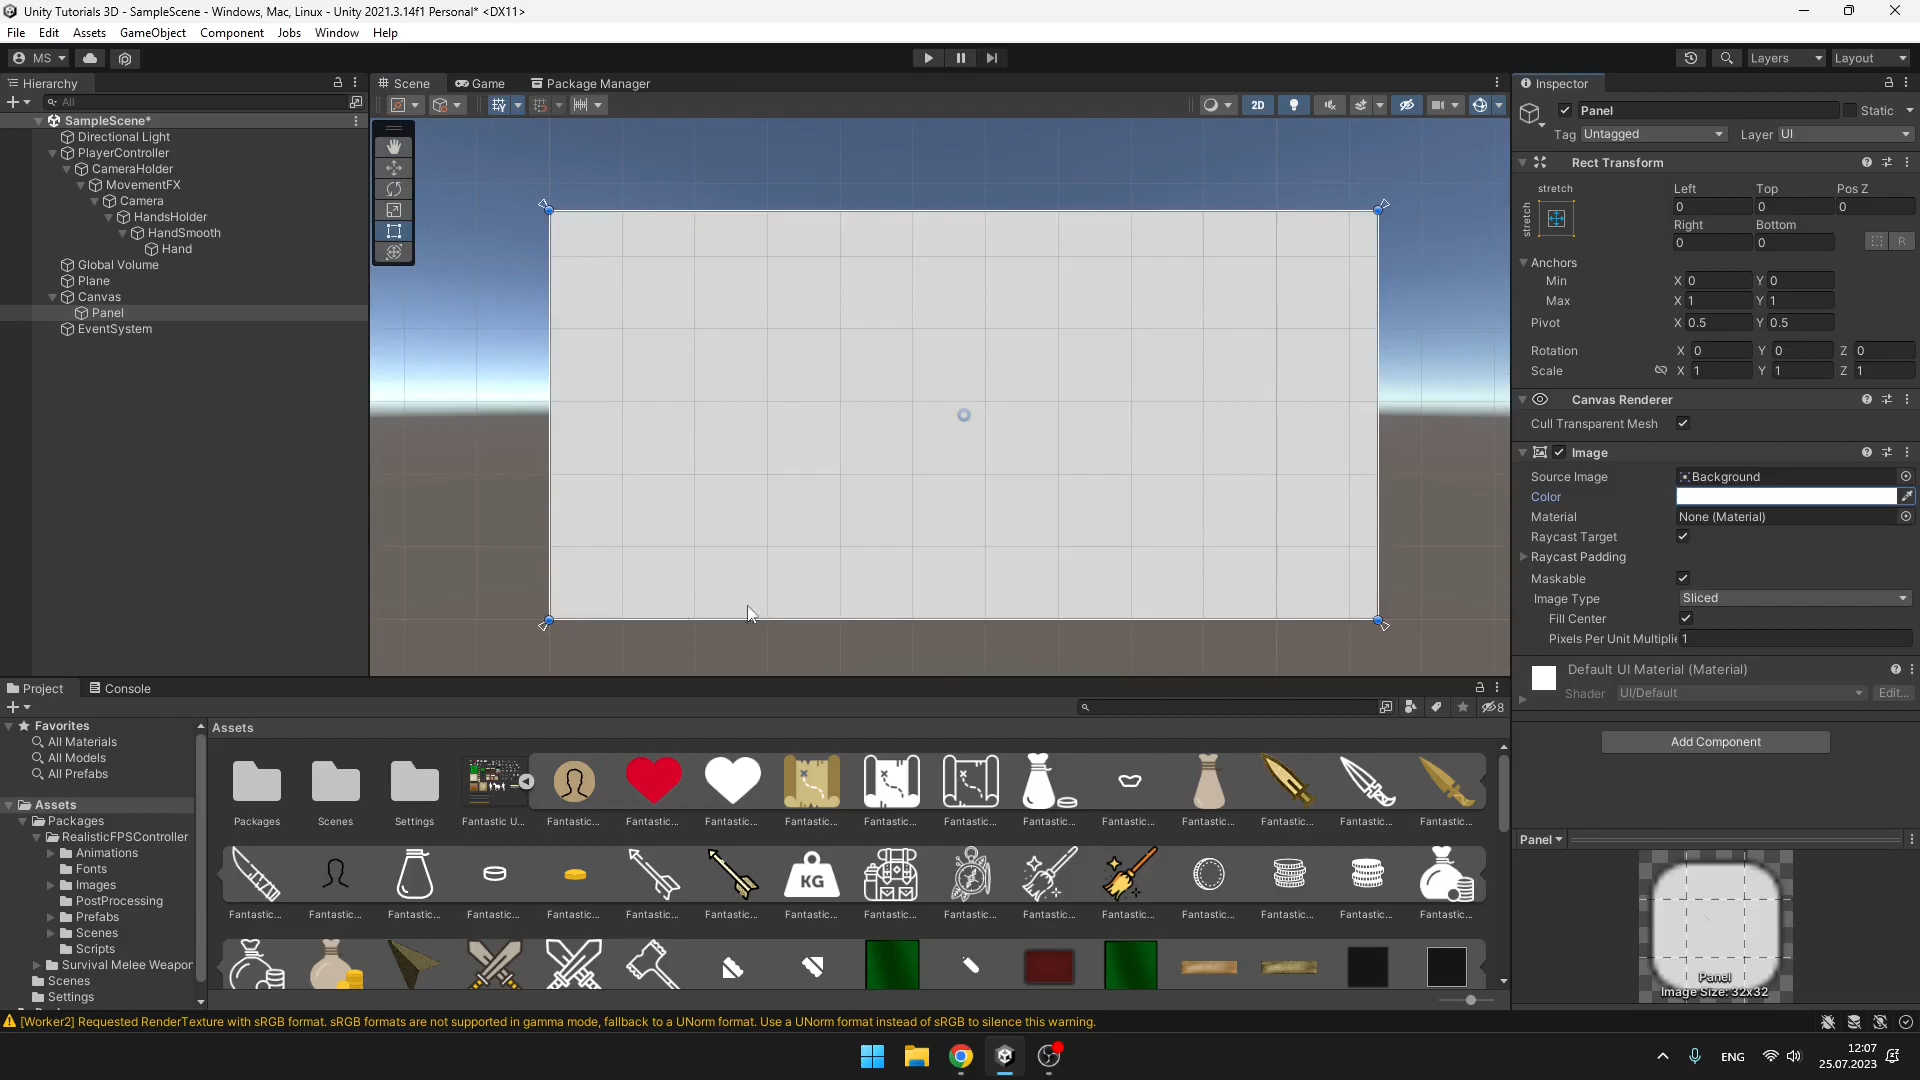 Unity Tutorials 3D - SampleScene - Windows, Mac, Linux - Unity 2021.3.14f1 Personal* <DX11>
File Edit Assets GameObject Component Jobs Window Help
MS
Layers
Layout
Hierarchy
All
SampleScene*
Directional Light
PlayerController
CameraHolder
MovementFX
Camera
HandsHolder
HandSmooth
Hand
Global Volume
Plane
Canvas
Panel
EventSystem
Scene
Game
Package Manager
2D
Inspector
Panel
Static
Tag Untagged
Layer UI
Rect Transform
stretch
stretch
Left Top Pos Z
0 0 0
Right Bottom
0 0
R
Anchors
Min X 0 Y 0
Max X 1 Y 1
Pivot X 0.5 Y 0.5
Rotation X 0 Y 0 Z 0
Scale X 1 Y 1 Z 1
Canvas Renderer
Cull Transparent Mesh
Image
Source Image Background
Color
Material None (Material)
Raycast Target
Raycast Padding
Maskable
Image Type Sliced
Fill Center
Pixels Per Unit Multiplie 1
Default UI Material (Material)
Shader UI/Default Edit...
Add Component
Panel
Panel
Image Size: 32x32
Project
Console
8
Favorites
All Materials
All Models
All Prefabs
Assets
Packages
RealisticFPSController
Animations
Fonts
Images
PostProcessing
Prefabs
Scenes
Scripts
Survival Melee Weapor
Scenes
Settings
Assets
Packages Scenes Settings Fantastic U... Fantastic... Fantastic... Fantastic... Fantastic... Fantastic... Fantastic... Fantastic... Fantastic... Fantastic... Fantastic... Fantastic... Fantastic...
KG
Fantastic... Fantastic... Fantastic... Fantastic... Fantastic... Fantastic... Fantastic... Fantastic... Fantastic... Fantastic... Fantastic... Fantastic... Fantastic... Fantastic... Fantastic... Fantastic...
[Worker2] Requested RenderTexture with sRGB format. sRGB formats are not supported in gamma mode, fallback to a UNorm format. Use a UNorm format instead of sRGB to silence this warning.
ENG
12:07
25.07.2023